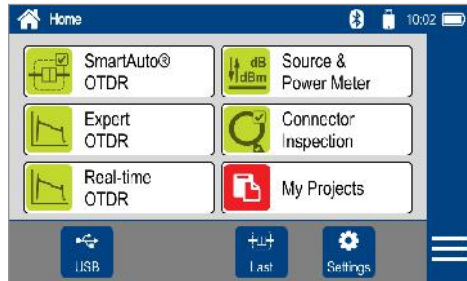 Home
10:02
SmartAuto®
OTDR
dB
dBm
Source &
Power Meter
Expert
OTDR
Connector
Inspection
Real-time
OTDR
My Projects
USB
Last
Settings